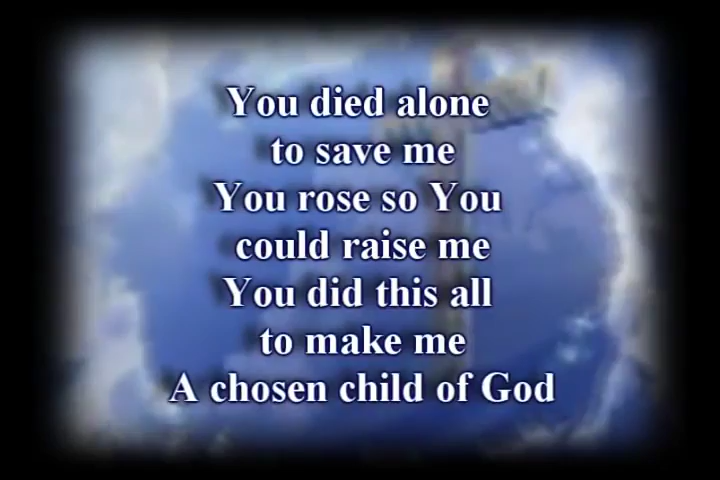 You died alone
to save me
You rose so You
could raise me
You did this all
to make me
A chosen child of God